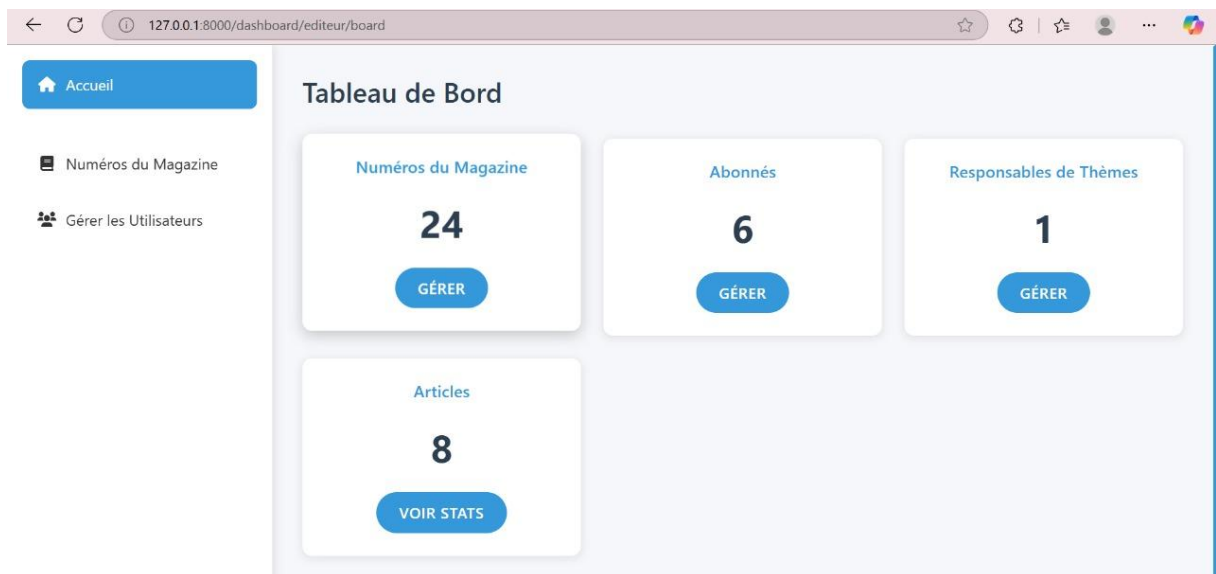 127.0.0.1:8000/dashboard/editeur/board
Accueil
Numéros du Magazine
Gérer les Utilisateurs
Tableau de Bord
Numéros du Magazine
24
GÉRER
Abonnés
6
GÉRER
Responsables de Thèmes
1
GÉRER
Articles
8
VOIR STATS